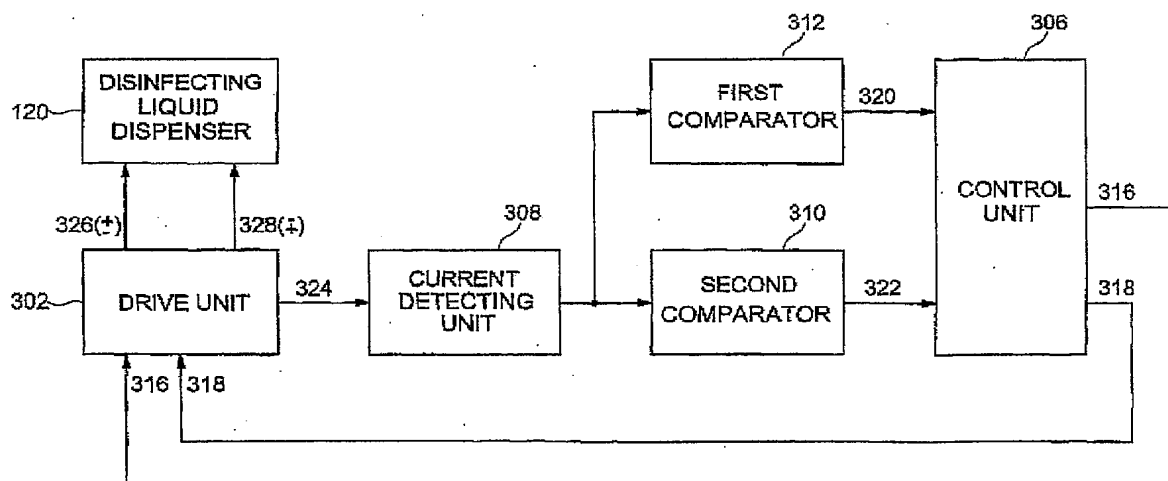 312
306
DISINFECTING
LIQUID
DISPENSER
120
FIRST
COMPARATOR
320
CONTROL
UNIT
316
326(±)
328(∓)
308
310
302
DRIVE UNIT
324
CURRENT
DETECTING
UNIT
SECOND
COMPARATOR
322
318
316
318